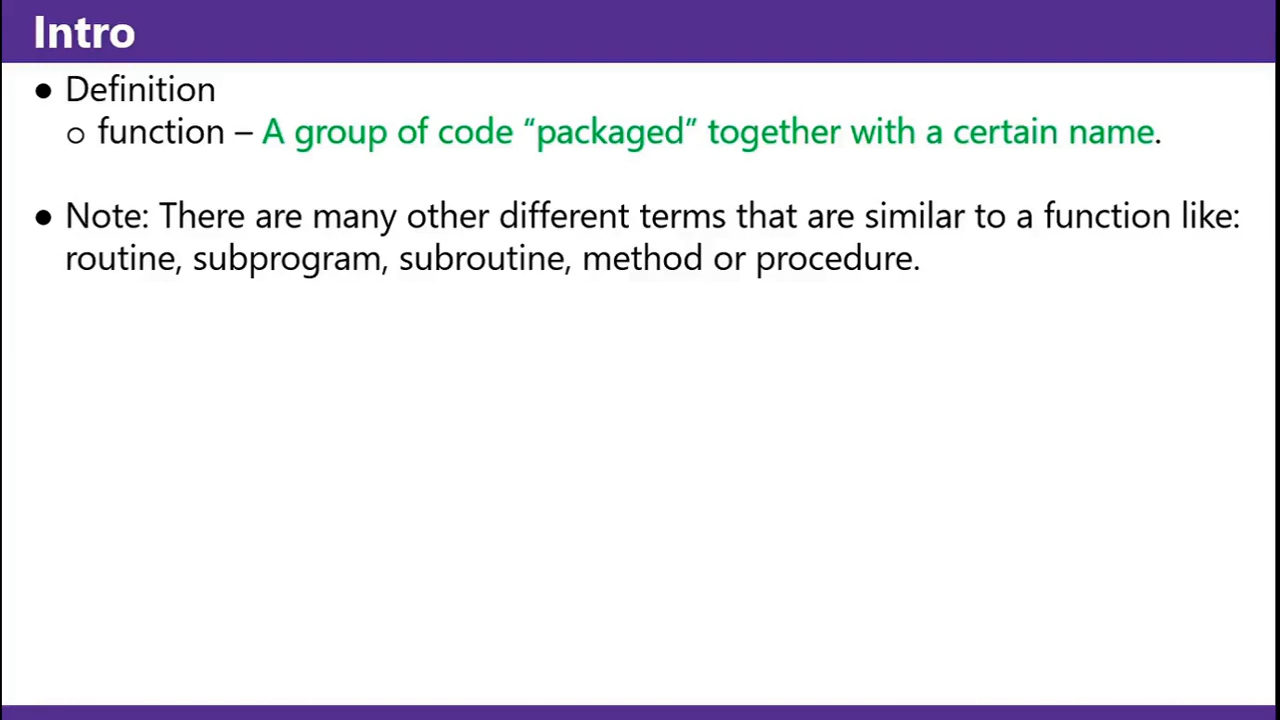 Intro
● Definition
○ function – A group of code “packaged” together with a certain name.
● Note: There are many other different terms that are similar to a function like:
routine, subprogram, subroutine, method or procedure.